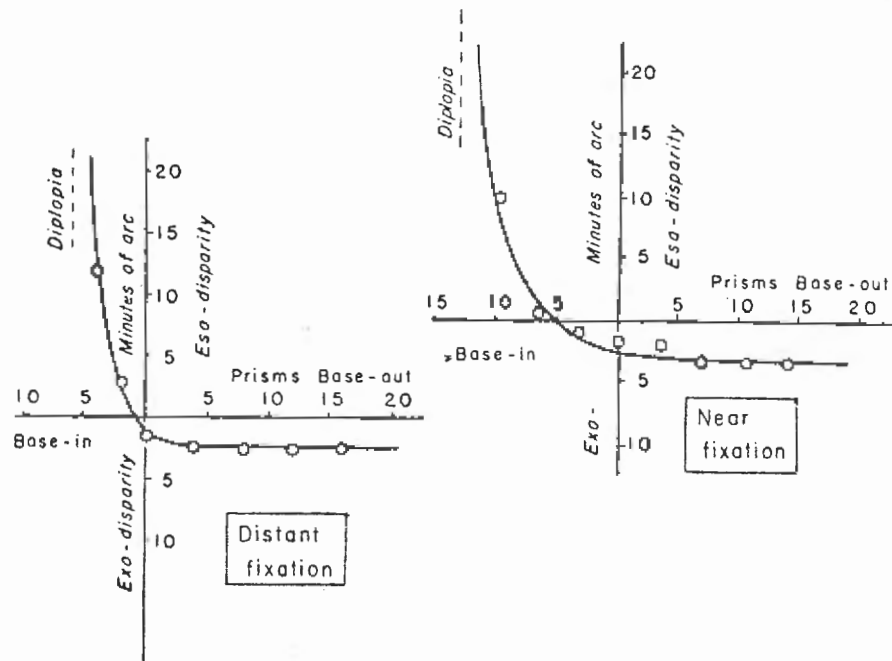 Diplopia
20
15
10
5
Minutes of arc
Eso-disparity
Prisms Base-out
10 5 5 10 15 20
Base-in
Exo-disparity
5
10
Distant
fixation
Diplopia
20
15
10
5
Minutes of arc
Eso-disparity
Prisms Base-out
15 10 5 5 10 15 20
Base-in
Exo-
5
10
Near
fixation